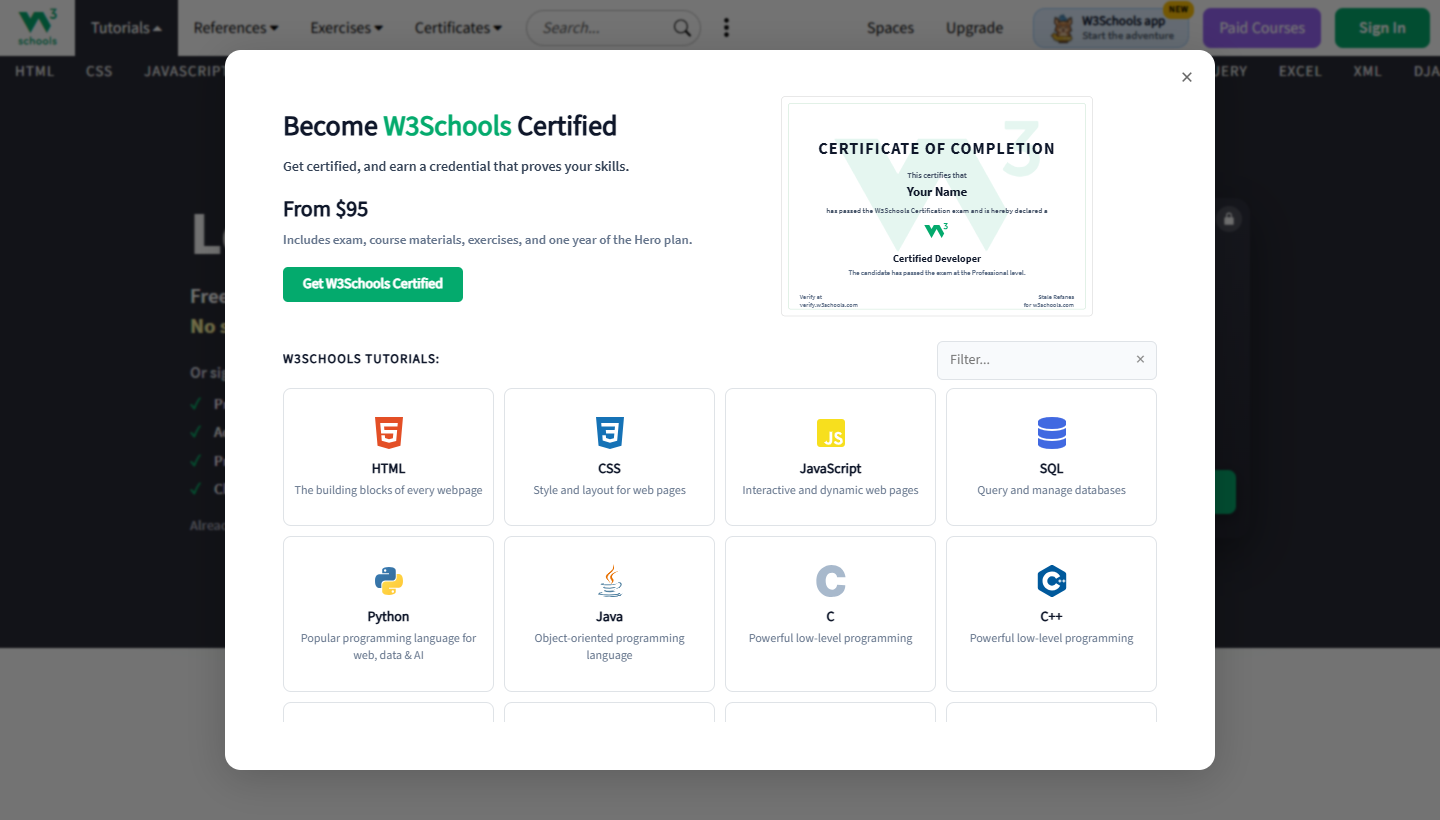 W 3
schools
Tutorials
References
Exercises
Certificates
Search...
Spaces
Upgrade
W3Schools app
Start the adventure
NEW
Paid Courses
Sign In
HTML
CSS
EXCEL
XML
Become W3Schools Certified
Get certified, and earn a credential that proves your skills.
From $95
Includes exam, course materials, exercises, and one year of the Hero plan.
Get W3Schools Certified
CERTIFICATE OF COMPLETION
This certifies that
Your Name
has passed the W3Schools Certification exam and is hereby declared a
W3
Certified Developer
The candidate has passed the exam at the Professional level.
Verify at
verify.w3schools.com
Stala Refsnes
for w3schools.com
W3SCHOOLS TUTORIALS:
Filter...
HTML
The building blocks of every webpage
CSS
Style and layout for web pages
JS
JavaScript
Interactive and dynamic web pages
SQL
Query and manage databases
Python
Popular programming language for
web, data & AI
Java
Object-oriented programming
language
C
C
Powerful low-level programming
C++
C++
Powerful low-level programming